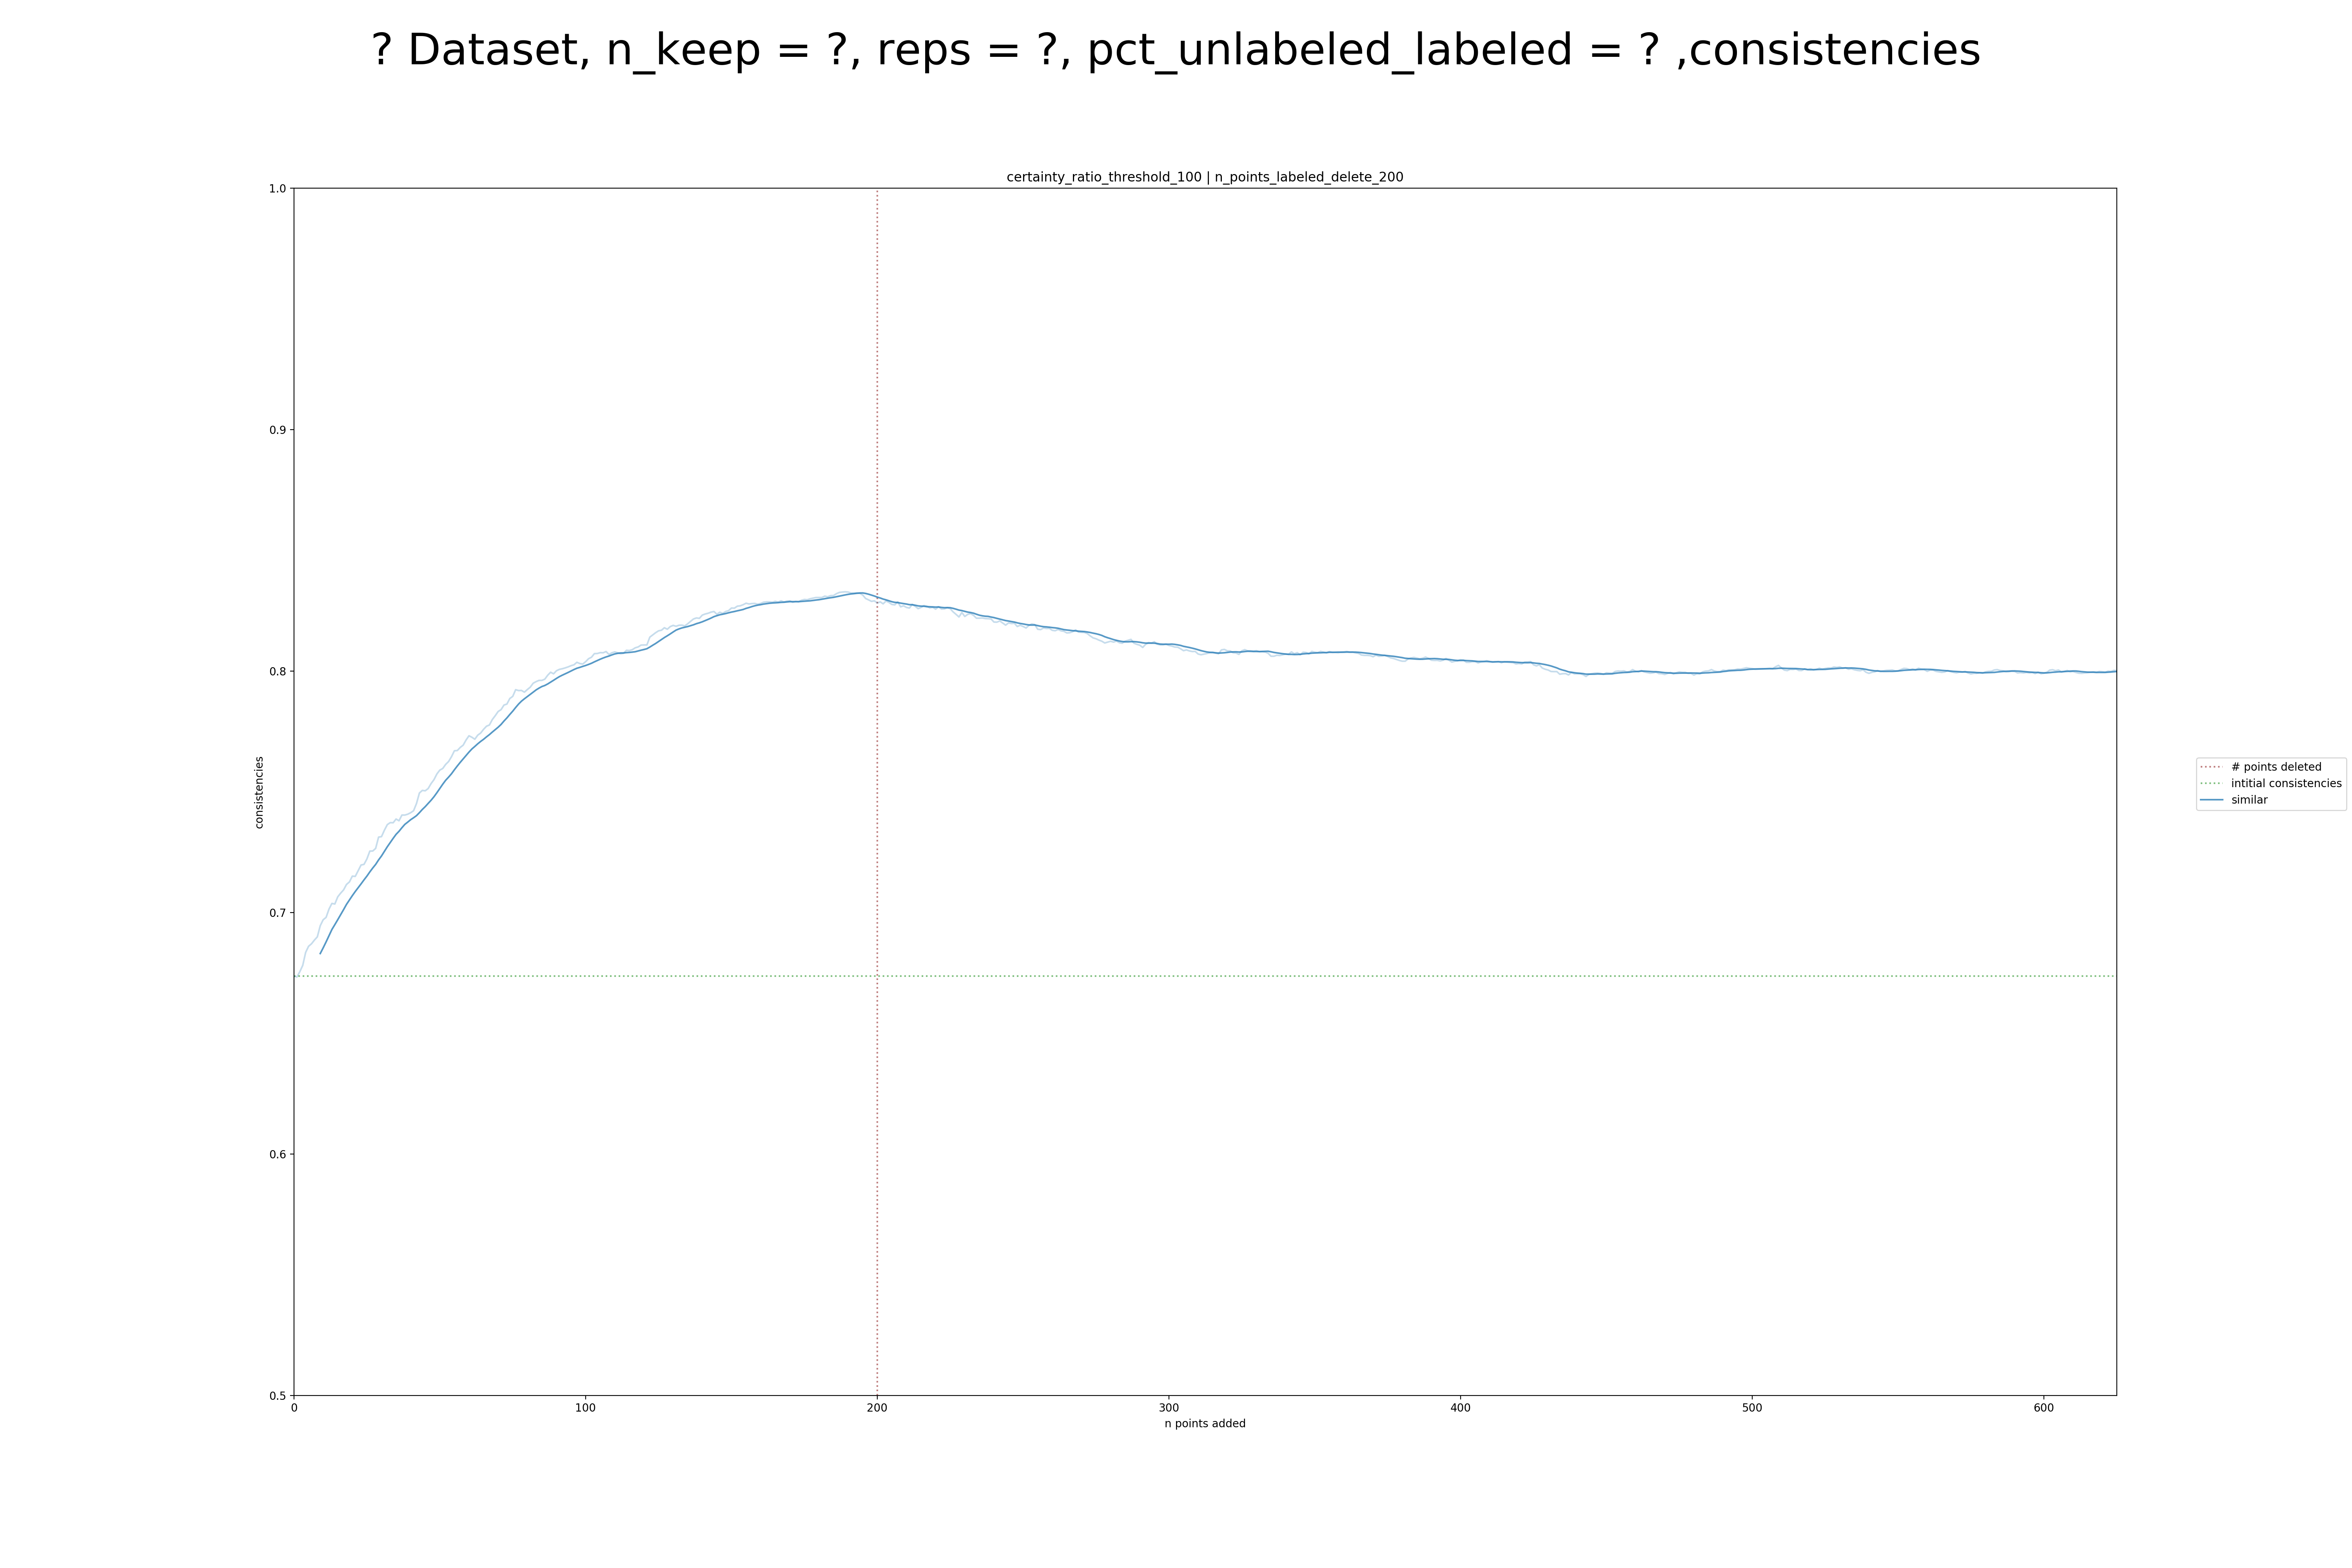 ? Dataset, n_keep = ?, reps = ?, pct_unlabeled_labeled = ? ,consistencies
certainty_ratio_threshold_100 | n_points_labeled_delete_200
1.0
0.9
0.8
0.7
0.6
0.5
consistencies
0 100 200 300 400 500 600
n points added
# points deleted
intitial consistencies
similar